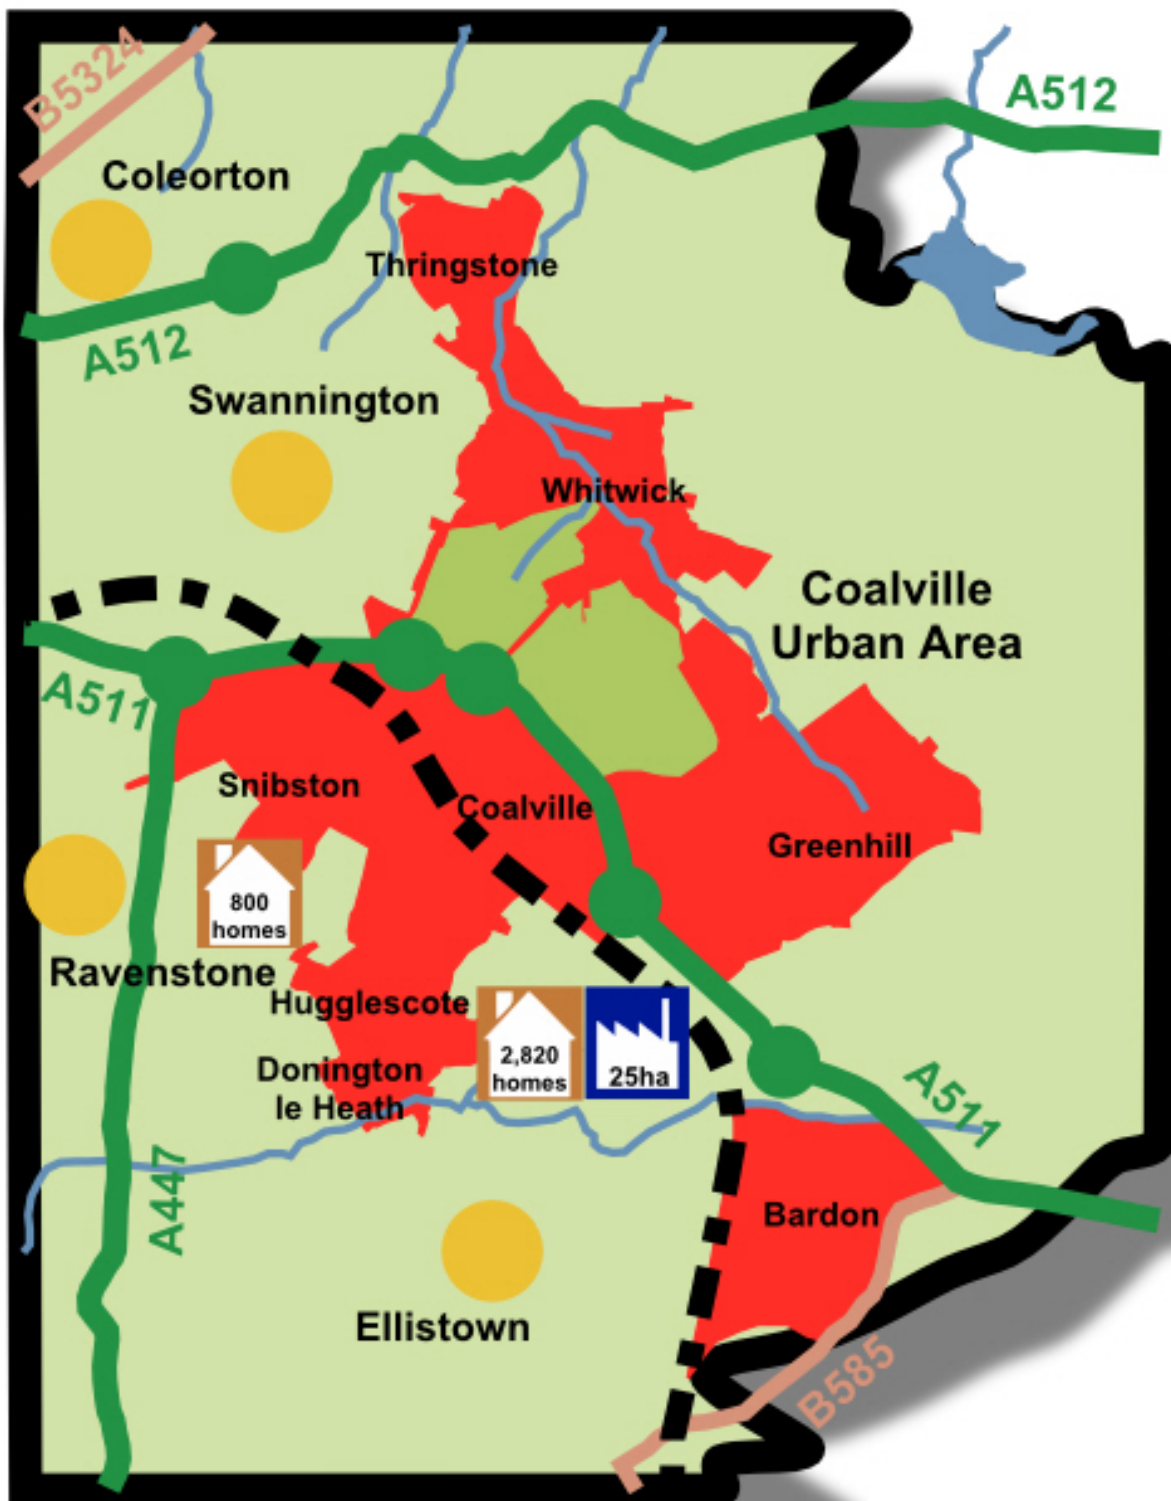 B5324
A512
Coleorton
Thringstone
A512
Swannington
Whitwick
Coalville
Urban Area
A511
Snibston
Coalville
Greenhill
800
homes
Ravenstone
Hugglescote
2,820
homes
25ha
Donington
le Heath
A511
A447
Bardon
Ellistown
B585